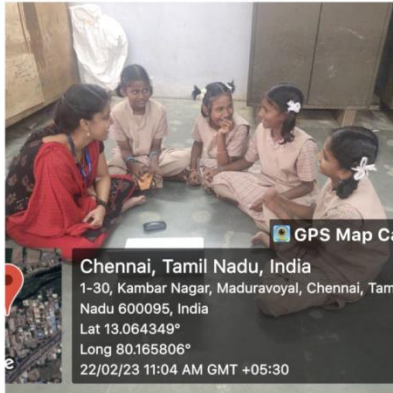 GPS Map Ca
Chennai, Tamil Nadu, India
1-30, Kambar Nagar, Maduravoyal, Chennai, Tam
Nadu 600095, India
Lat 13.064349°
Long 80.165806°
22/02/23 11:04 AM GMT +05:30
e